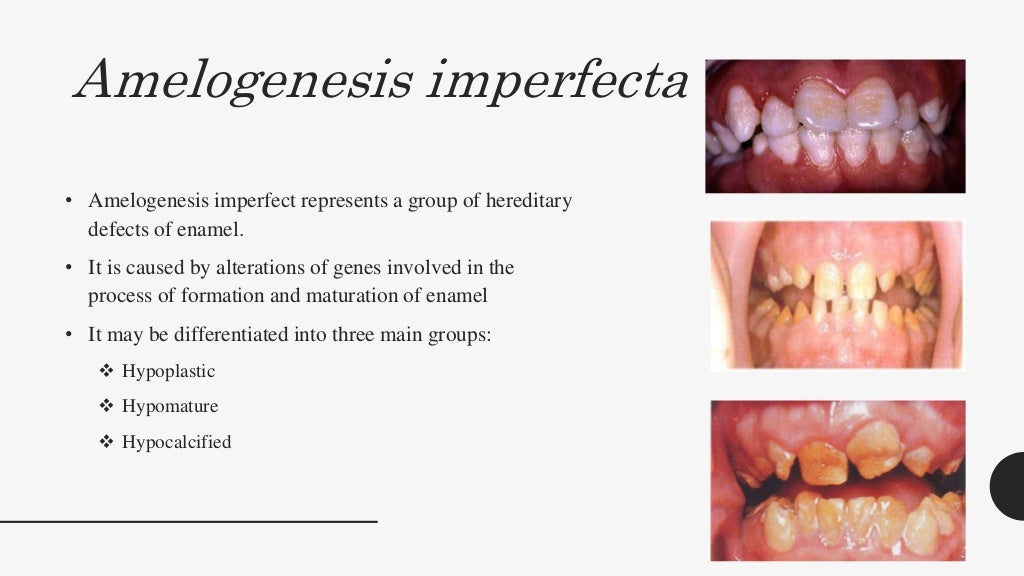 Amelogenesis imperfecta
• Amelogenesis imperfect represents a group of hereditary
defects of enamel.
• It is caused by alterations of genes involved in the
process of formation and maturation of enamel
• It may be differentiated into three main groups:
❖ Hypoplastic
❖ Hypomature
❖ Hypocalcified